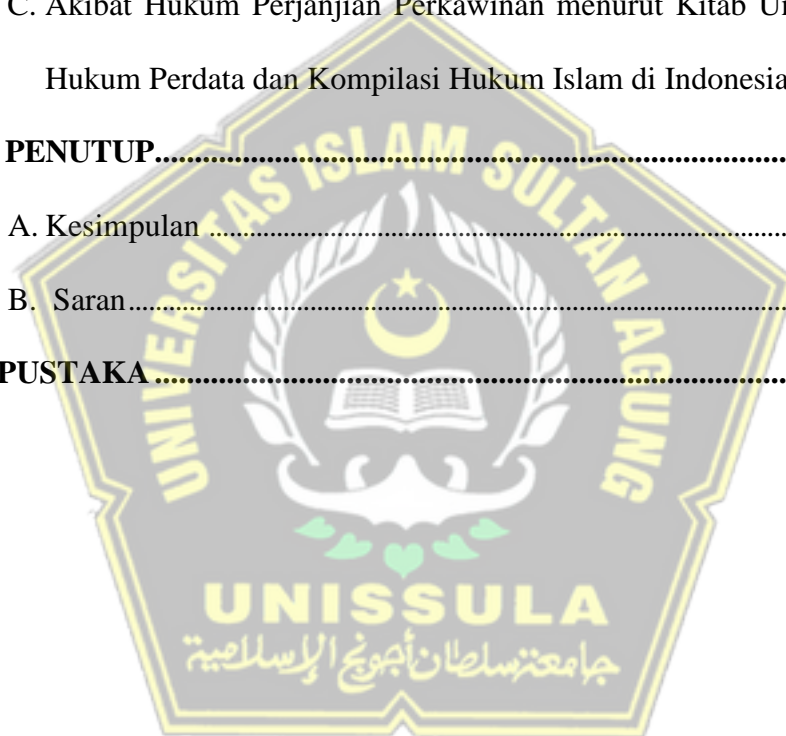 C. Akibat Hukum Perjanjian Perkawinan menurut Kitab
Hukum Perdata dan Kompilasi Hukum Islam di Indonesia
PENUTUP....................................................................
A. Kesimpulan ..............................................................
B. Saran.......................................................................
PUSTAKA ....................................................................
UNIVERSITAS ISLAM SULTAN AGUNG
UNISSULA
جامعة سلطان أجونج الإسلامية